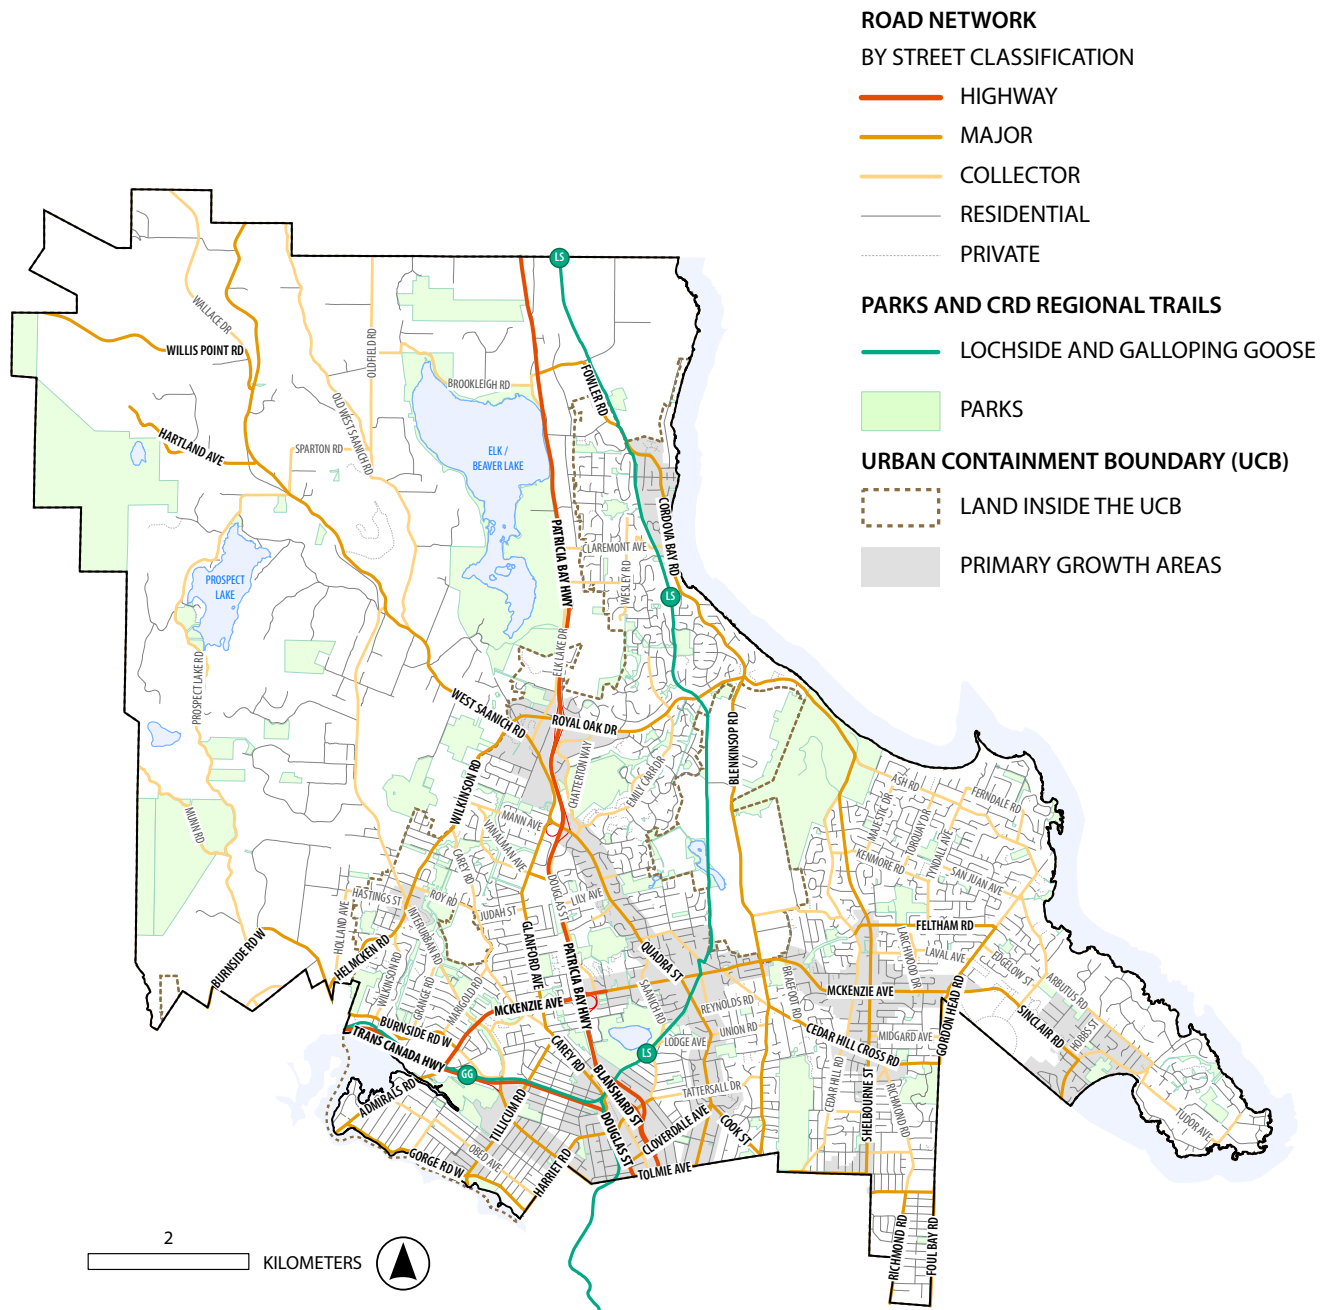 ROAD NETWORK
BY STREET CLASSIFICATION
HIGHWAY
MAJOR
COLLECTOR
RESIDENTIAL
PRIVATE
PARKS AND CRD REGIONAL TRAILS
LOCHSIDE AND GALLOPING GOOSE
PARKS
URBAN CONTAINMENT BOUNDARY (UCB)
LAND INSIDE THE UCB
PRIMARY GROWTH AREAS
LS
WALLACE DR
WILLIS POINT RD
OLDFIELD RD
BROOKLEIGH RD
FOWLER RD
OLD WEST SAANICH RD
HARTLAND AVE
SPARTON RD
ELK /
BEAVER LAKE
CORDOVA BAY RD
PATRICIA BAY HWY
CLAREMONT AVE
WESLEY RD
PROSPECT
LAKE
LS
ELK LAKE DR
PROSPECT LAKE RD
WEST SAANICH RD
ROYAL OAK DR
BLENKINSOP RD
CHATTERTON WAY
EMILY CARR DR
WILKINSON RD
MUNN RD
MANN AVE
VANALMAN AVE
CAREY RD
ASH RD
FERNDALE RD
MAJESTIC DR
TORQUAY DR
TYNDALL AVE
KENMORE RD
SAN JUAN AVE
HASTINGS ST
ROY RD
JUDAH ST
DOUGLAS ST
LILY AVE
HOLLAND AVE
INTERURBAN RD
GLANFORD AVE
FELTHAM RD
LARCHWOOD DR
LAVAL AVE
EDGELOW ST
BURNSIDE RD W
HELMCKEN RD
WILKINSON RD
GRANGE RD
MARIGOLD RD
PATRICIA BAY HWY
QUADRA ST
SAANICH RD
BRAEFOOT RD
MCKENZIE AVE
MCKENZIE AVE
GORDON HEAD RD
ARBUTUS RD
SINCLAIR RD
HOBBS ST
REYNOLDS RD
UNION RD
LODGE AVE
CEDAR HILL CROSS RD
MIDGARD AVE
BURNSIDE RD W
TRANS CANADA HWY
LS
GG
CAREY RD
BLANSHARD ST
TATTERSALL DR
CEDAR HILL RD
SHELBOURNE ST
RICHMOND RD
ADMIRALS RD
TILLICUM RD
DOUGLAS ST
CLOVERDALE AVE
COOK ST
TUDOR AVE
OBED AVE
GORGE RD W
HARRIET RD
TOLMIE AVE
RICHMOND RD
FOUL BAY RD
2
KILOMETERS